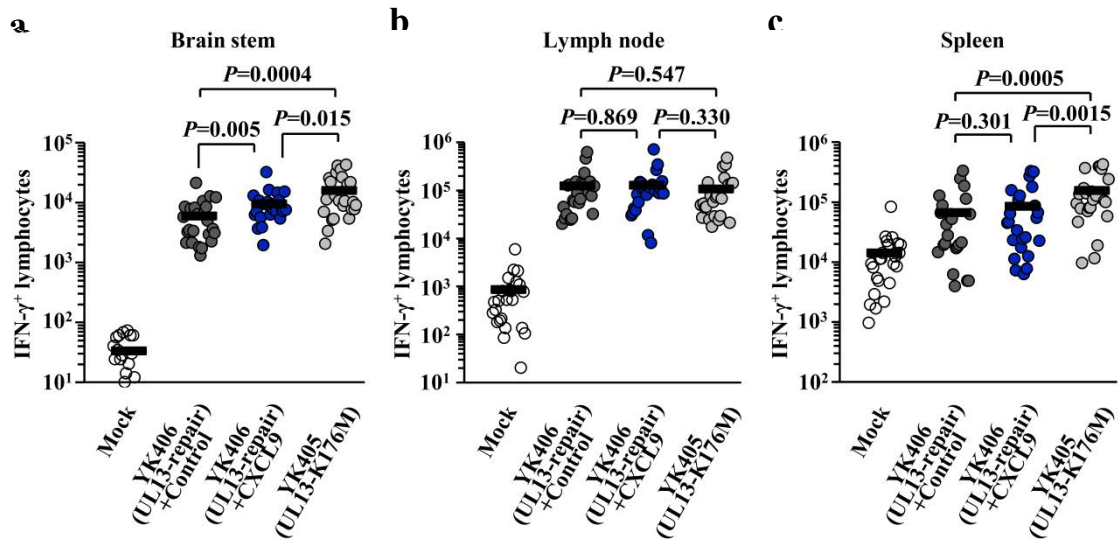 a
Brain stem
P=0.0004
P=0.005
P=0.015
IFN-γ+ lymphocytes
10^5
10^4
10^3
10^2
10^1
Mock
YK406
(UL13-repair)
+Control
YK406
(UL13-repair)
+CXCL9
YK405
(UL13-K176M)
b
Lymph node
P=0.547
P=0.869
P=0.330
IFN-γ+ lymphocytes
10^6
10^5
10^4
10^3
10^2
10^1
Mock
YK406
(UL13-repair)
+Control
YK406
(UL13-repair)
+CXCL9
YK405
(UL13-K176M)
c
Spleen
P=0.0005
P=0.301
P=0.0015
IFN-γ+ lymphocytes
10^6
10^5
10^4
10^3
10^2
Mock
YK406
(UL13-repair)
+Control
YK406
(UL13-repair)
+CXCL9
YK405
(UL13-K176M)